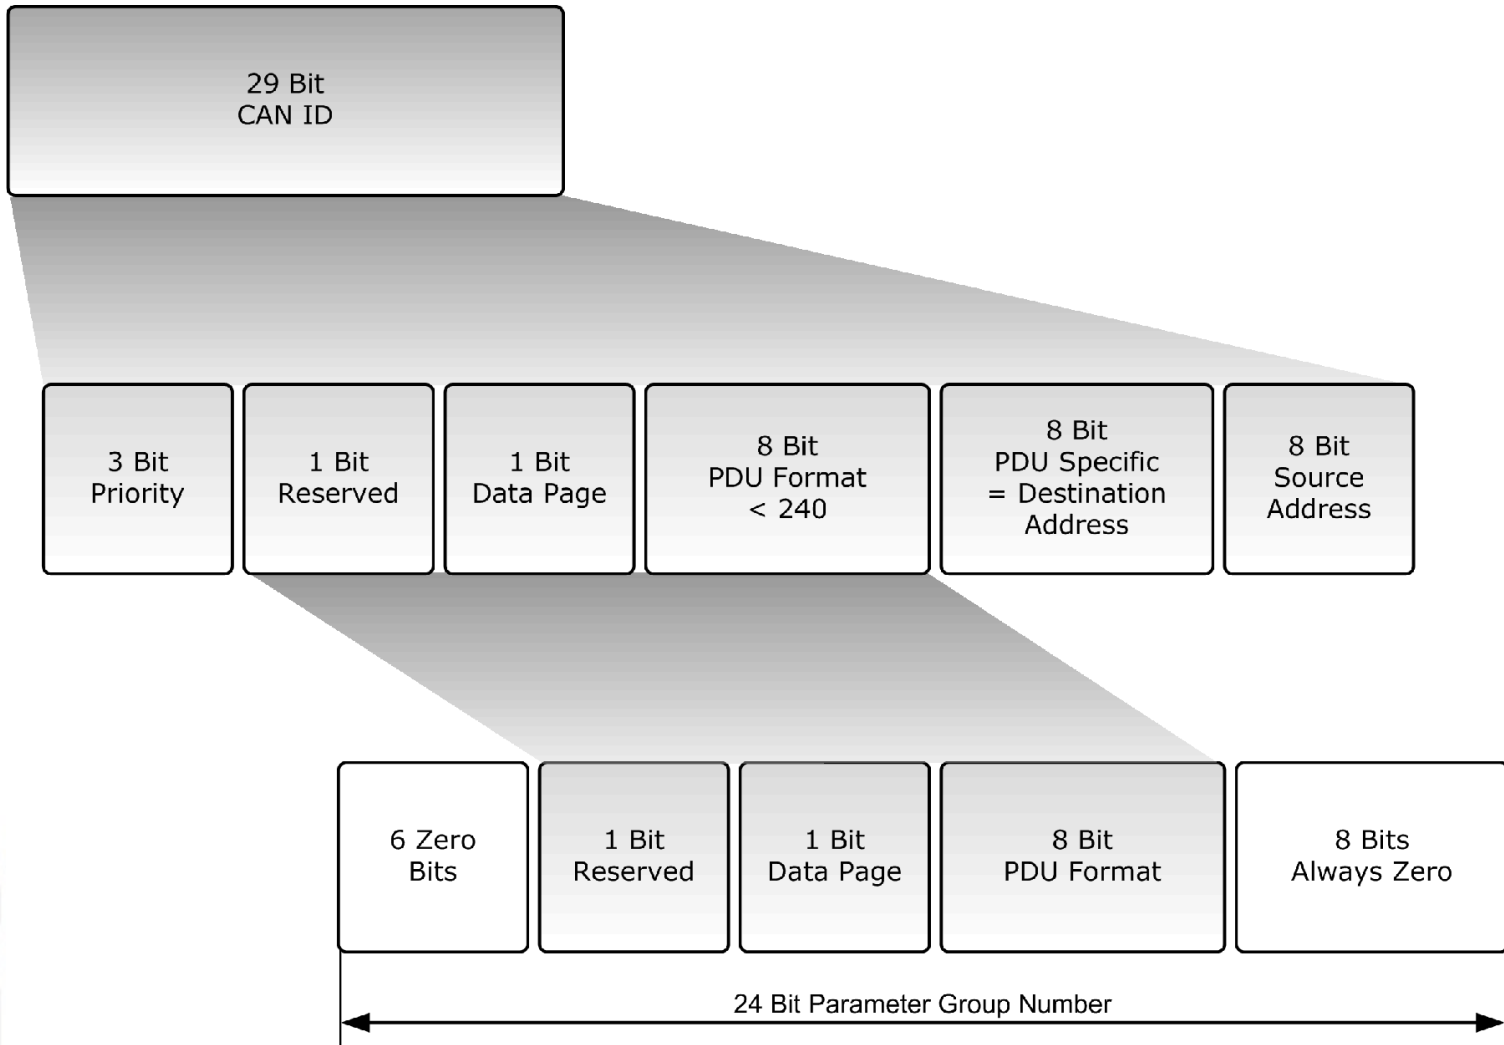 29 Bit
CAN ID
3 Bit
Priority
1 Bit
Reserved
1 Bit
Data Page
8 Bit
PDU Format
< 240
8 Bit
PDU Specific
= Destination
Address
8 Bit
Source
Address
6 Zero
Bits
1 Bit
Reserved
1 Bit
Data Page
8 Bit
PDU Format
8 Bits
Always Zero
24 Bit Parameter Group Number